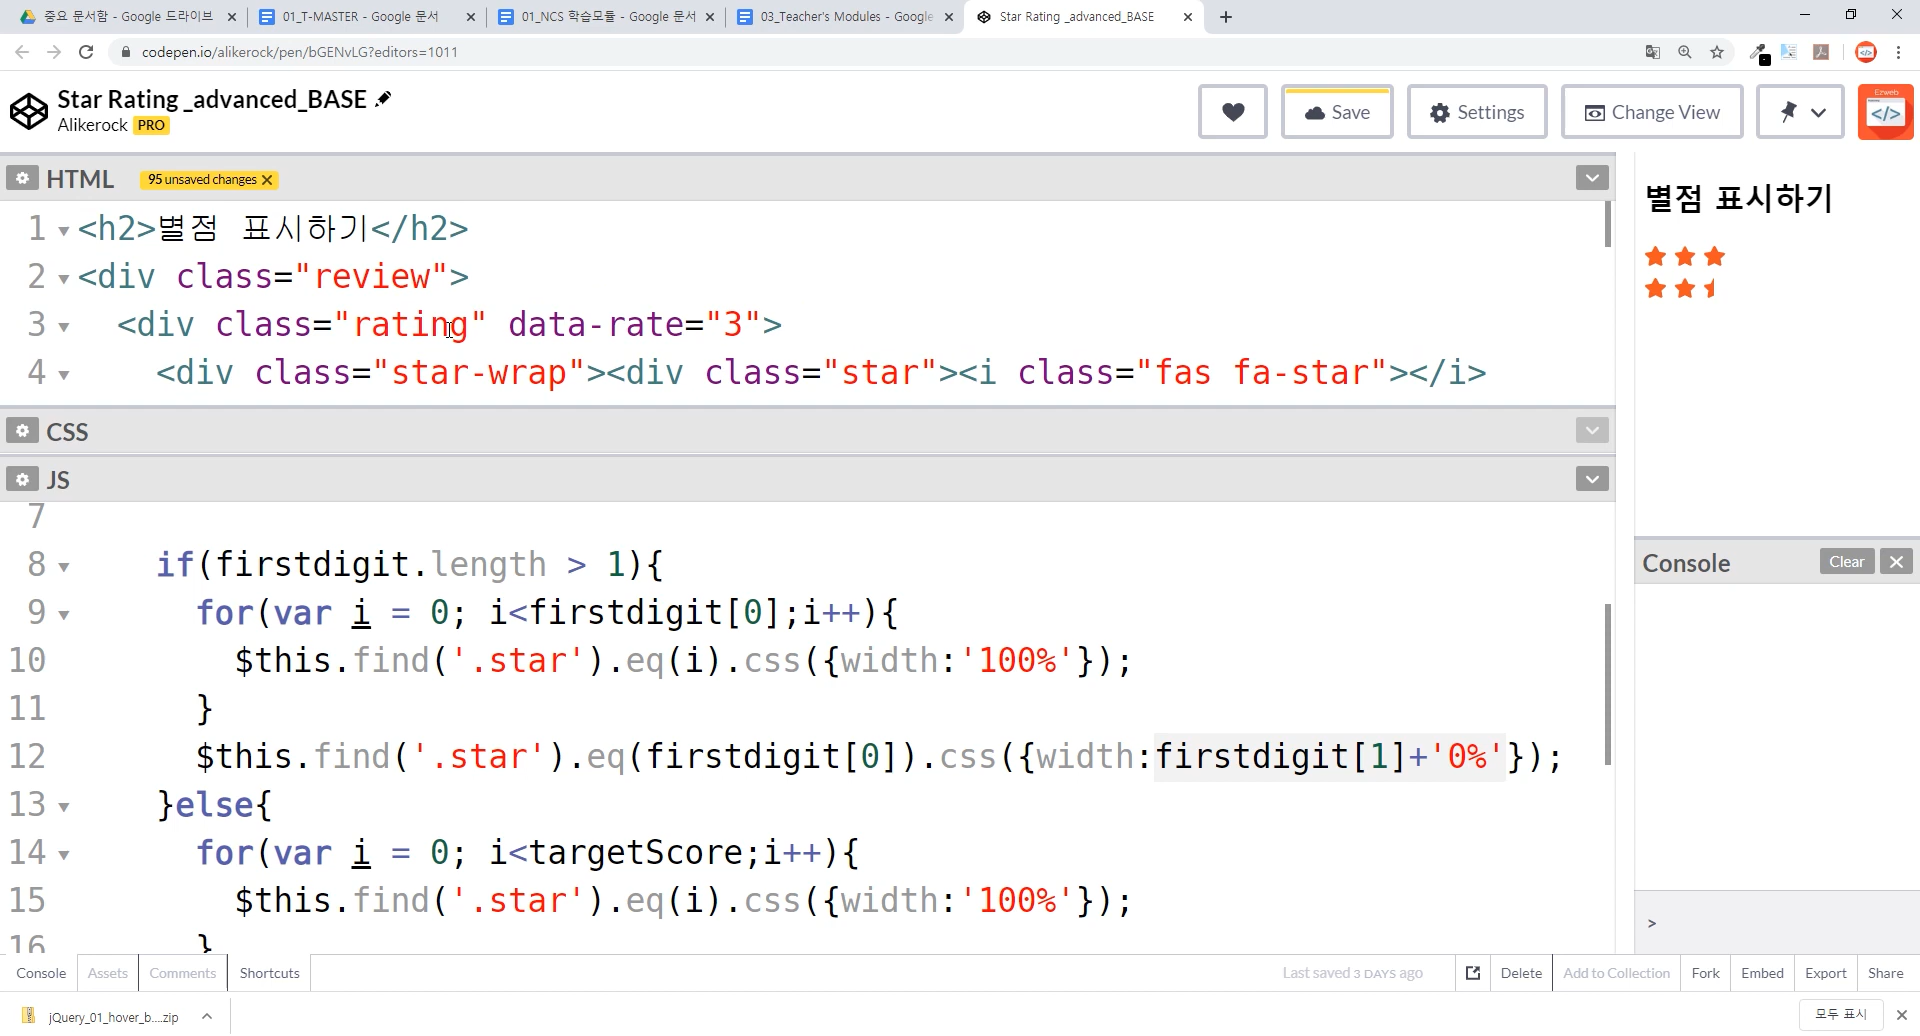 중요 문서함 - Google 드라이브
01_T-MASTER - Google 문서
01_NCS 학습모듈 - Google 문서
03_Teacher's Modules - Google
Star Rating _advanced_BASE
codepen.io/alikerock/pen/bGENvLG?editors=1011
Star Rating _advanced_BASE
Alikerock PRO
Save
Settings
Change View
Ezweb
</>
HTML
95 unsaved changes
1 <h2>별점 표시하기</h2>
2 <div class="review">
3 <div class="rating" data-rate="3">
4 <div class="star-wrap"><div class="star"><i class="fas fa-star"></i>
CSS
JS
7
8 if(firstdigit.length > 1){
9 for(var i = 0; i<firstdigit[0];i++){
10 $this.find('.star').eq(i).css({width:'100%'});
11 }
12 $this.find('.star').eq(firstdigit[0]).css({width:firstdigit[1]+'0%'});
13 }else{
14 for(var i = 0; i<targetScore;i++){
15 $this.find('.star').eq(i).css({width:'100%'});
16 }
별점 표시하기
Console
Clear
>
Console
Assets
Comments
Shortcuts
Last saved 3 DAYS ago
Delete
Add to Collection
Fork
Embed
Export
Share
jQuery_01_hover_b....zip
모두 표시